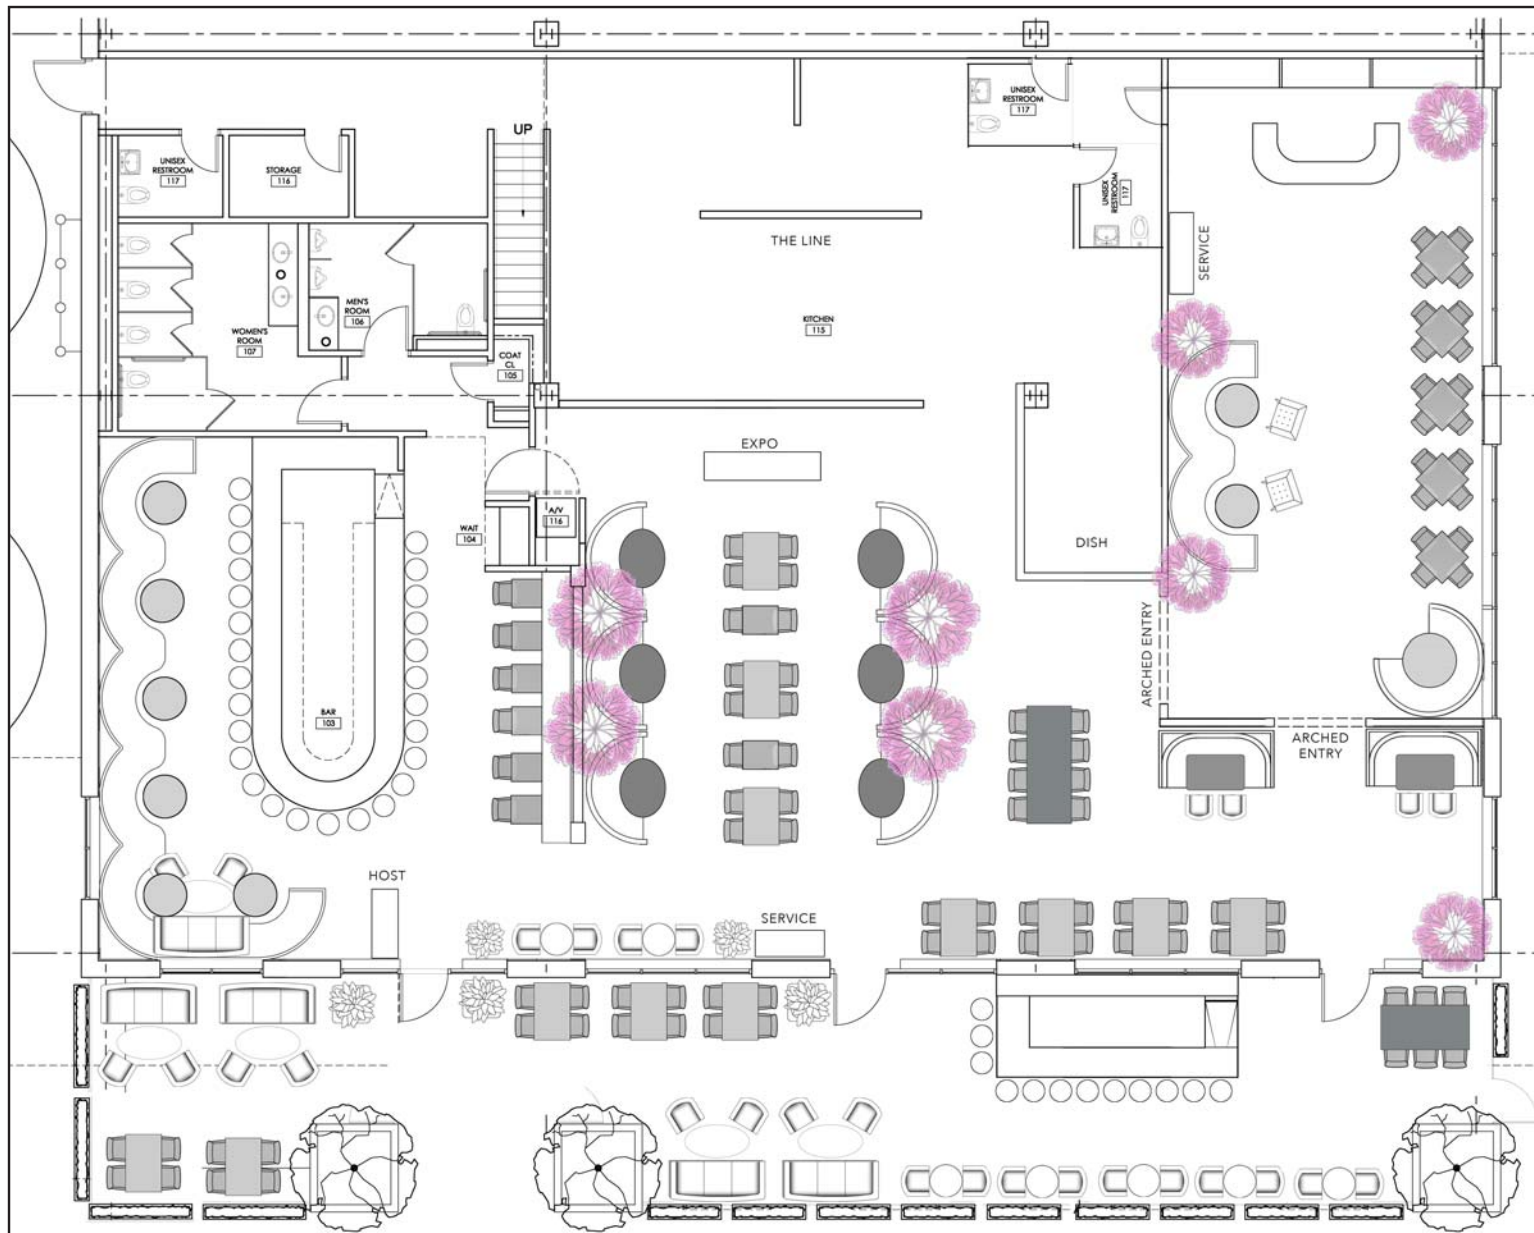 UP
UNISEX
RESTROOM
117
UNISEX
RESTROOM
117
STORAGE
116
UNISEX
RESTROOM
117
THE LINE
SERVICE
MEN'S
ROOM
106
WOMEN'S
ROOM
107
KITCHEN
115
COAT
CL
105
EXPO
A/V
116
WAIT
104
DISH
ARCHED ENTRY
BAR
103
ARCHED
ENTRY
HOST
SERVICE